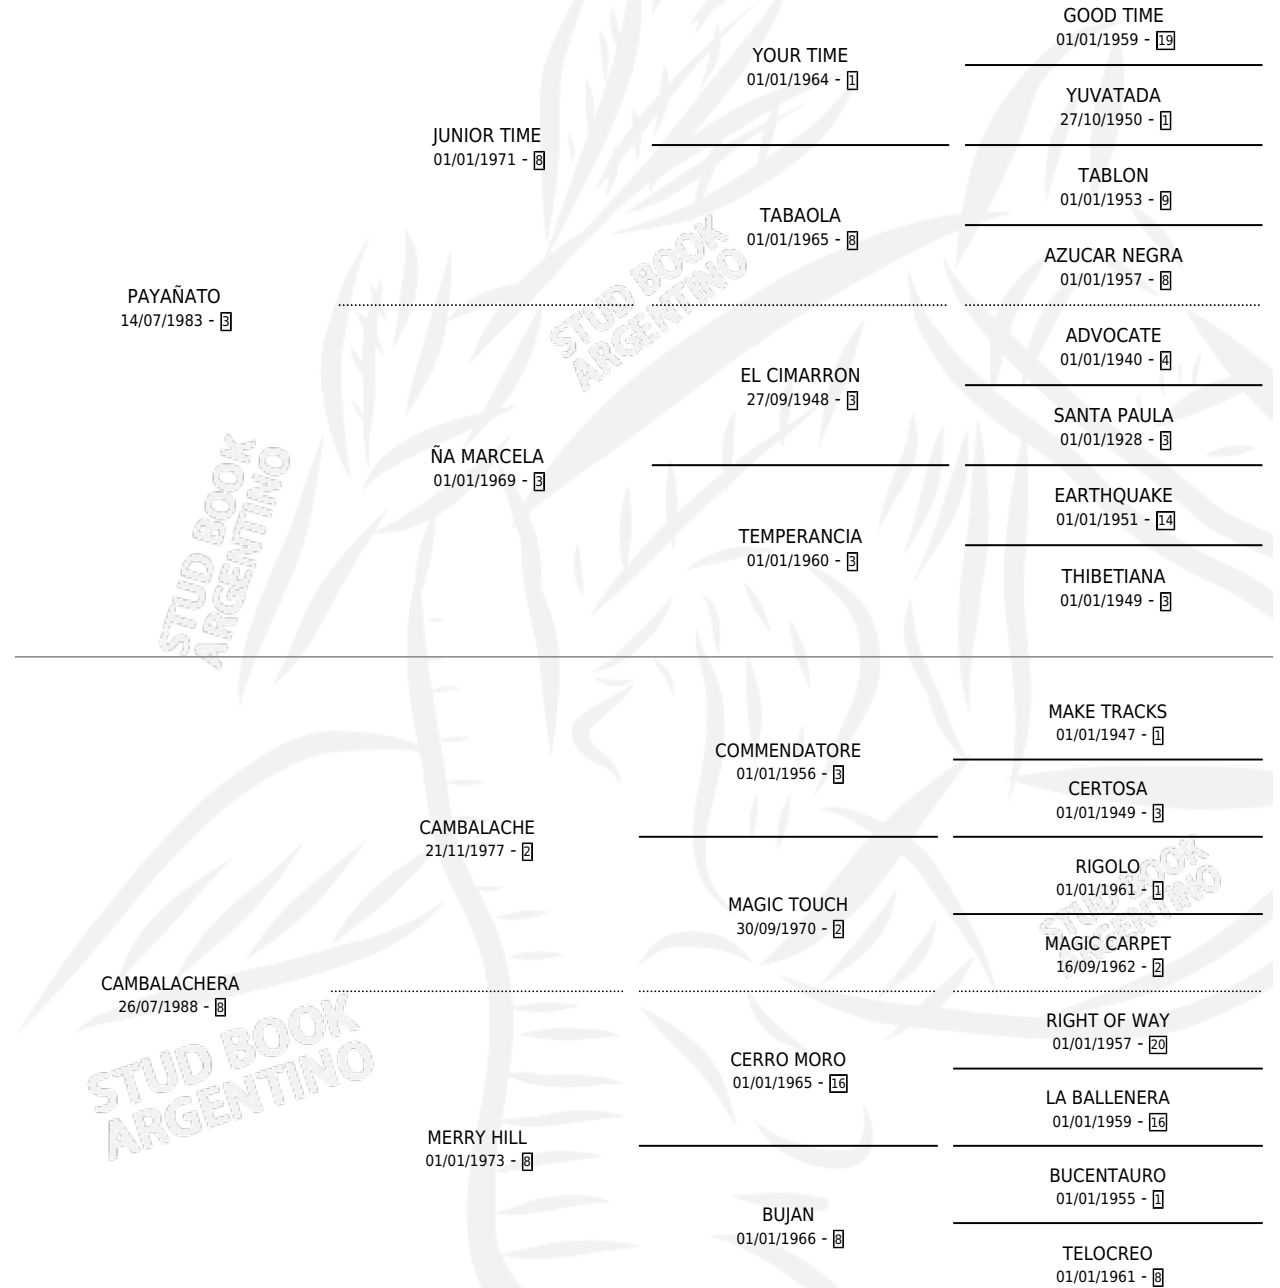 GOOD TIME
01/01/1959 - 19
YOUR TIME
01/01/1964 - 1
YUVATADA
27/10/1950 - 1
JUNIOR TIME
01/01/1971 - 8
TABLON
01/01/1953 - 9
TABAOLA
01/01/1965 - 8
AZUCAR NEGRA
01/01/1957 - 8
PAYAÑATO
14/07/1983 - 3
STUD BOOK
ARGENTINO
ADVOCATE
01/01/1940 - 4
EL CIMARRON
27/09/1948 - 3
SANTA PAULA
01/01/1928 - 3
ÑA MARCELA
01/01/1969 - 3
EARTHQUAKE
01/01/1951 - 14
TEMPERANCIA
01/01/1960 - 3
THIBETIANA
01/01/1949 - 3
STUD BOOK
ARGENTINO
MAKE TRACKS
01/01/1947 - 1
COMMENDATORE
01/01/1956 - 3
CERTOSA
01/01/1949 - 3
CAMBALACHE
21/11/1977 - 2
RIGOLO
01/01/1961 - 1
MAGIC TOUCH
30/09/1970 - 2
STUD BOOK
ARGENTINO
MAGIC CARPET
16/09/1962 - 2
CAMBALACHERA
26/07/1988 - 8
RIGHT OF WAY
01/01/1957 - 20
CERRO MORO
01/01/1965 - 16
STUD BOOK
ARGENTINO
LA BALLENERA
01/01/1959 - 16
MERRY HILL
01/01/1973 - 8
BUCENTAURO
01/01/1955 - 1
BUJAN
01/01/1966 - 8
TELOCREO
01/01/1961 - 8